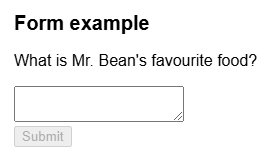 Form example
What is Mr. Bean's favourite food?
Submit